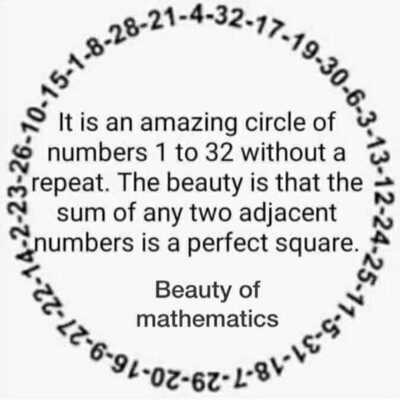 1-8-28-21-4-32-17-19-30-6-3-13-12-24-25-11-5-31-18-7-29-20-16-9-27-22-14-2-23-26-10-15-
It is an amazing circle of
numbers 1 to 32 without a
repeat. The beauty is that the
sum of any two adjacent
numbers is a perfect square.
Beauty of
mathematics